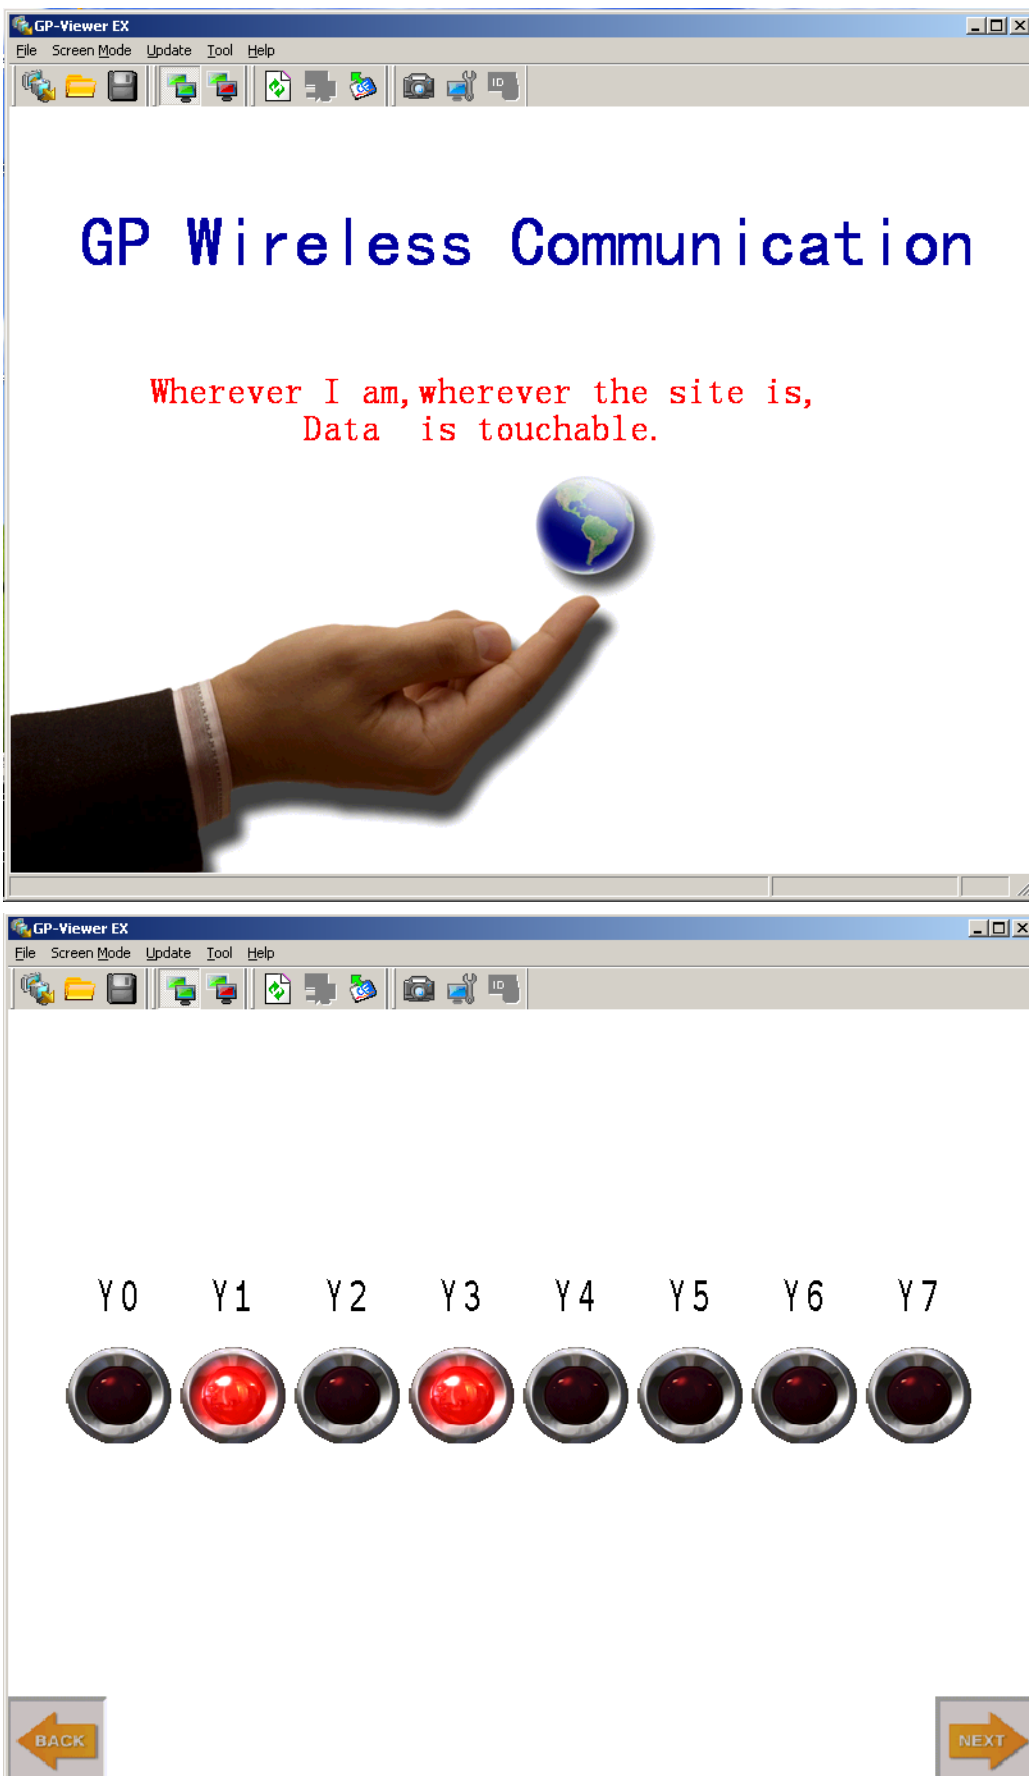 GP-Viewer EX
File Screen Mode Update Tool Help
ID
GP Wireless Communication
Wherever I am,wherever the site is,
Data is touchable.
GP-Viewer EX
File Screen Mode Update Tool Help
ID
Y0 Y1 Y2 Y3 Y4 Y5 Y6 Y7
BACK NEXT